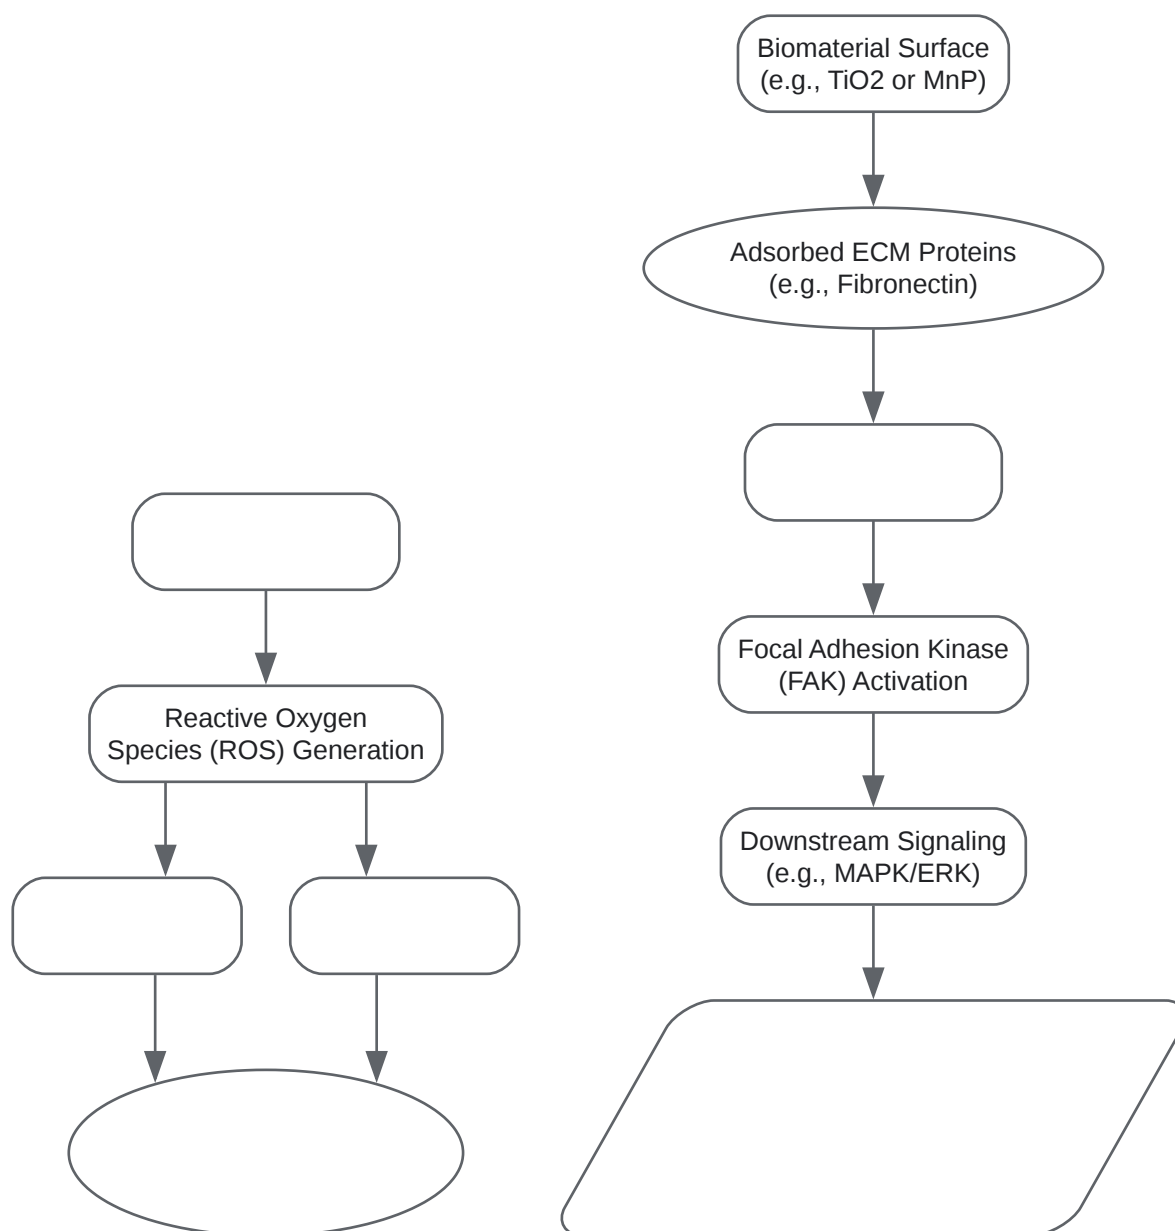 Biomaterial Surface
(e.g., TiO2 or MnP)
Adsorbed ECM Proteins
(e.g., Fibronectin)
Focal Adhesion Kinase
(FAK) Activation
Reactive Oxygen
Species (ROS) Generation
Downstream Signaling
(e.g., MAPK/ERK)